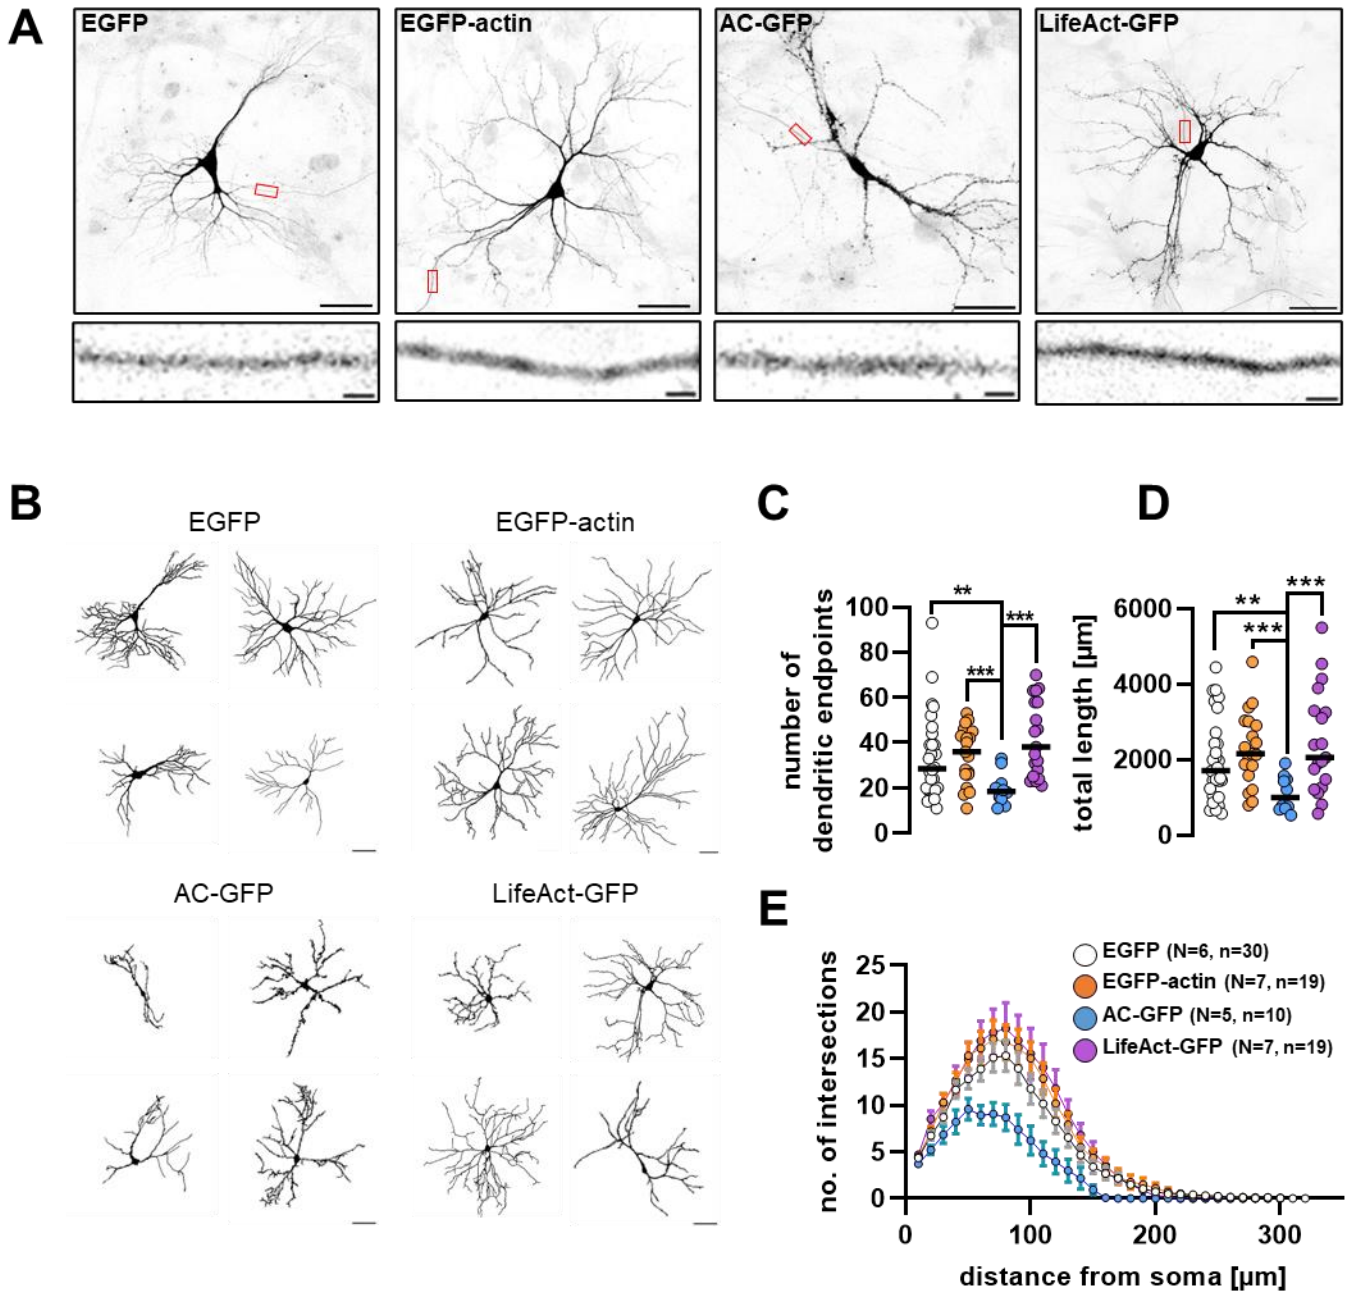 A
EGFP
EGFP-actin
AC-GFP
LifeAct-GFP
B
EGFP
EGFP-actin
AC-GFP
LifeAct-GFP
C
number of
dendritic endpoints
100
80
60
40
20
0
**
***
***
D
total length [µm]
6000
4000
2000
0
***
**
***
E
no. of intersections
25
20
15
10
5
0
EGFP (N=6, n=30)
EGFP-actin (N=7, n=19)
AC-GFP (N=5, n=10)
LifeAct-GFP (N=7, n=19)
0 100 200 300
distance from soma [µm]